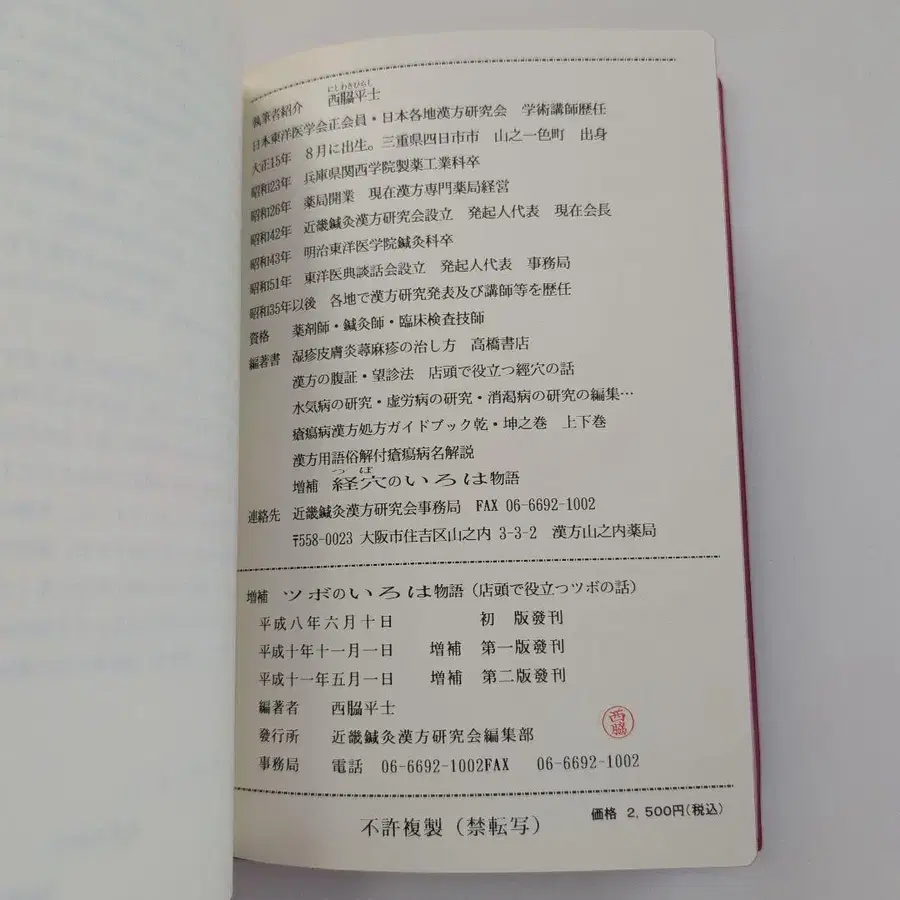 執筆者紹介 西脇平士
にしわきひろし
日本東洋医学会正会員・日本各地漢方研究会 学術講師歴任
大正15年 8月に出生。三重県四日市市 山之一色町 出身
昭和23年 兵庫県関西学院製薬工業科卒
昭和26年 薬局開業 現在漢方専門薬局経営
昭和42年 近畿鍼灸漢方研究会設立 発起人代表 現在会長
昭和43年 明治東洋医学院鍼灸科卒
昭和51年 東洋医典談話会設立 発起人代表 事務局
昭和35年以後 各地で漢方研究発表及び講師等を歴任
資格 薬剤師・鍼灸師・臨床検査技師
編著書 湿疹皮膚炎蕁麻疹の治し方 高橋書店
漢方の腹証・望診法 店頭で役立つ經穴の話
水気病の研究・虚労病の研究・消渇病の研究の編集…
瘡瘍病漢方処方ガイドブック乾・坤之巻 上下巻
漢方用語俗解付瘡瘍病名解説
つぼ
増補 経穴のいろは物語
連絡先 近畿鍼灸漢方研究会事務局 FAX 06-6692-1002
〒558-0023 大阪市住吉区山之内 3-3-2 漢方山之内薬局
増補 ツボのいろは物語(店頭で役立つツボの話)
平成八年六月十日 初 版發刊
平成十年十一月一日 増補 第一版發刊
平成十一年五月一日 増補 第二版發刊
編著者 西脇平士
發行所 近畿鍼灸漢方研究会編集部
西脇
事務局 電話 06-6692-1002FAX 06-6692-1002
不許複製(禁転写) 価格 2,500円(税込)